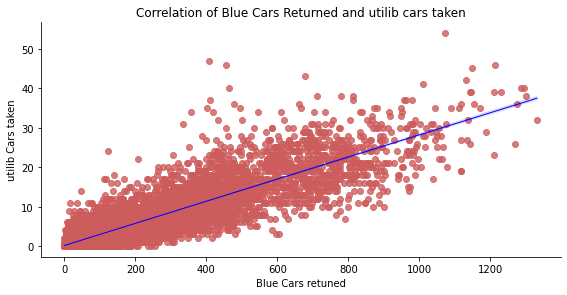 Correlation of Blue Cars Returned and utilib cars taken
50
40
30
20
10
0
utilib Cars taken
0 200 400 600 800 1000 1200
Blue Cars retuned